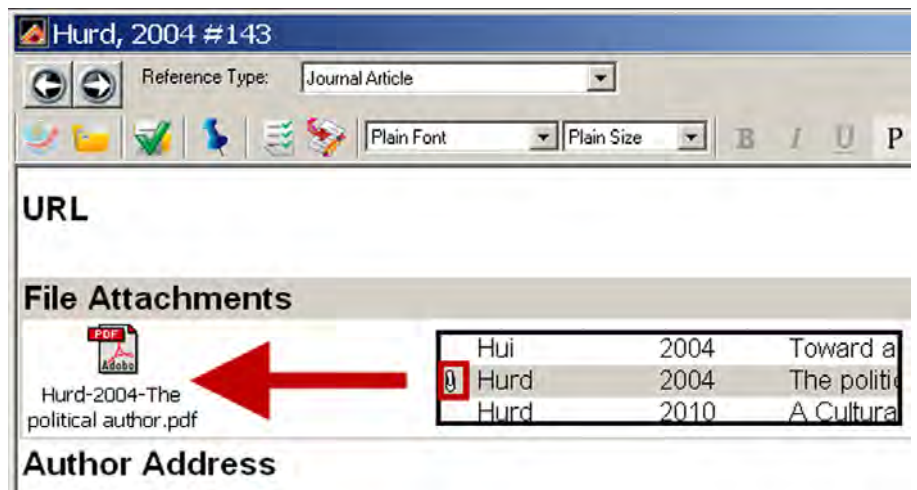 Hurd, 2004 #143
Reference Type: Journal Article
Plain Font Plain Size B I U P
URL
File Attachments
PDF
Adobe
Hurd-2004-The
political author.pdf
Hui 2004 Toward a
Hurd 2004 The politi
Hurd 2010 A Cultura
Author Address